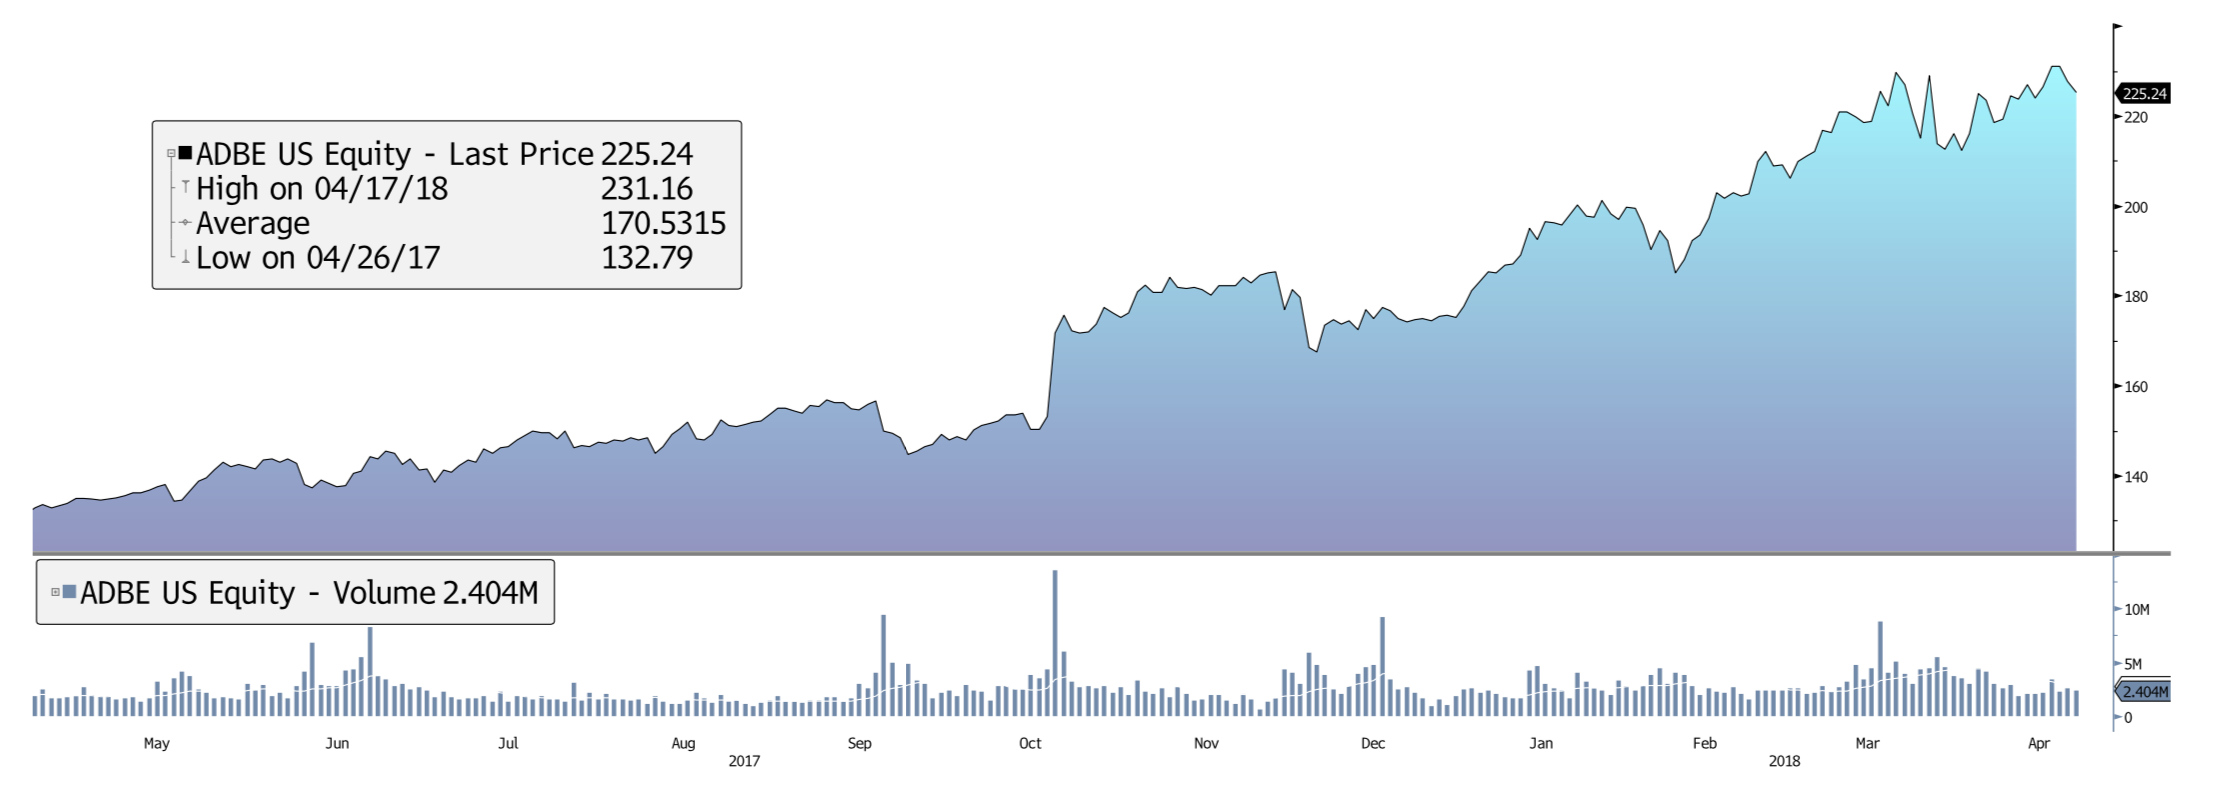 ADBE US Equity - Last Price 225.24
High on 04/17/18 231.16
Average 170.5315
Low on 04/26/17 132.79
225.24
220
200
180
160
140
ADBE US Equity - Volume 2.404M
10M
5M
2.404M
0
May Jun Jul Aug Sep Oct Nov Dec Jan Feb Mar Apr
2017 2018